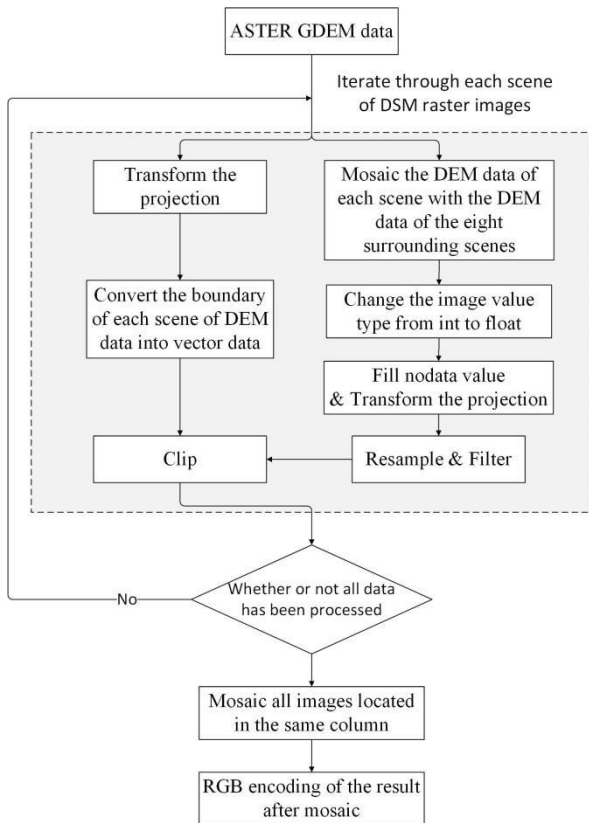 ASTER GDEM data
Iterate through each scene
of DSM raster images
Transform the
projection
Convert the boundary
of each scene of DEM
data into vector data
Mosaic the DEM data of
each scene with the DEM
data of the eight
surrounding scenes
Change the image value
type from int to float
Fill nodata value
& Transform the projection
Resample & Filter
Clip
Whether or not all data
has been processed
No
Mosaic all images located
in the same column
RGB encoding of the result
after mosaic